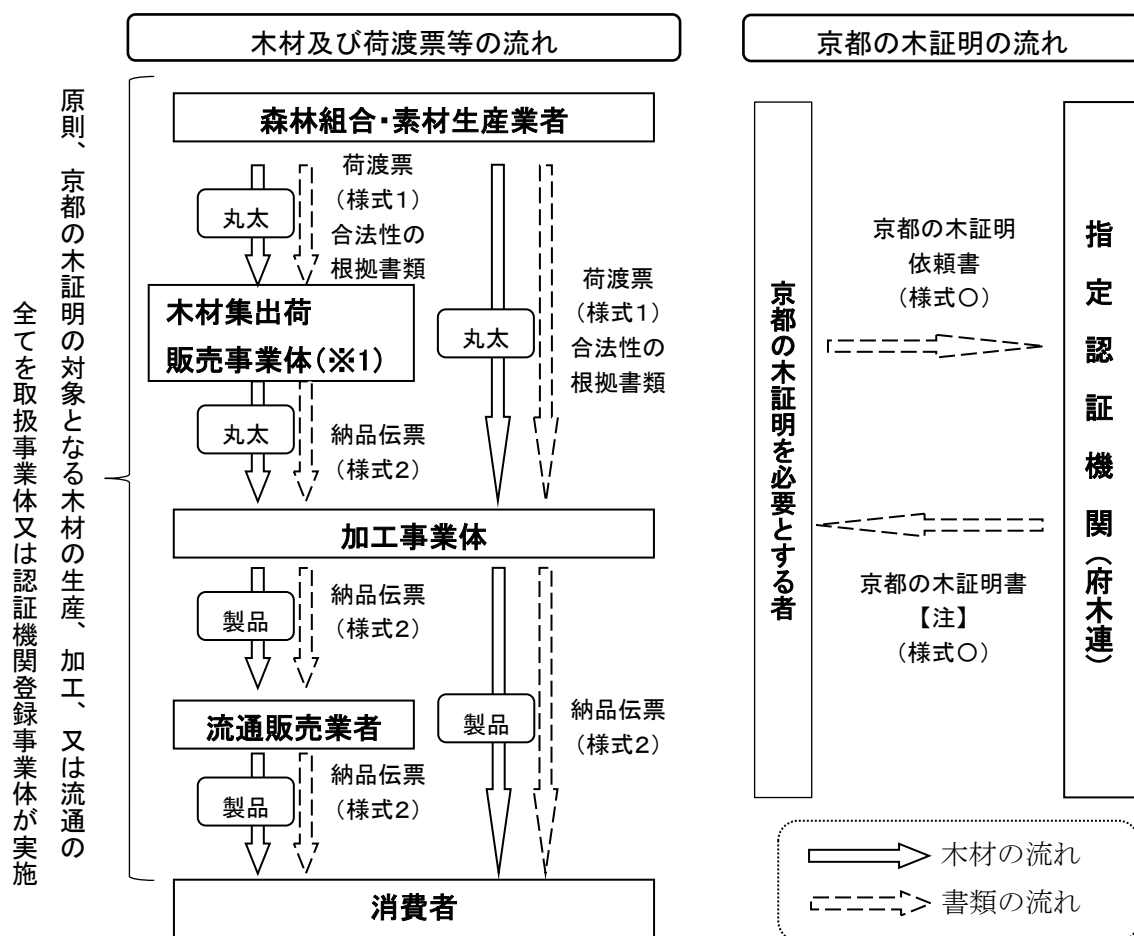 木材及び荷渡票等の流れ
原則、京都の木証明の対象となる木材の生産、加工、又は流通の
全てを取扱事業体又は認証機関登録事業体が実施
森林組合・素材生産業者
丸太
荷渡票
(様式1)
合法性の
根拠書類
丸太
荷渡票
(様式1)
合法性の
根拠書類
木材集出荷
販売事業体(※1)
丸太
納品伝票
(様式2)
加工事業体
製品
納品伝票
(様式2)
製品
納品伝票
(様式2)
流通販売業者
製品
納品伝票
(様式2)
消費者
京都の木証明の流れ
京都の木証明を必要とする者
京都の木証明
依頼書
(様式〇)
京都の木証明書
【注】
(様式〇)
指定認証機関(府木連)
木材の流れ
書類の流れ